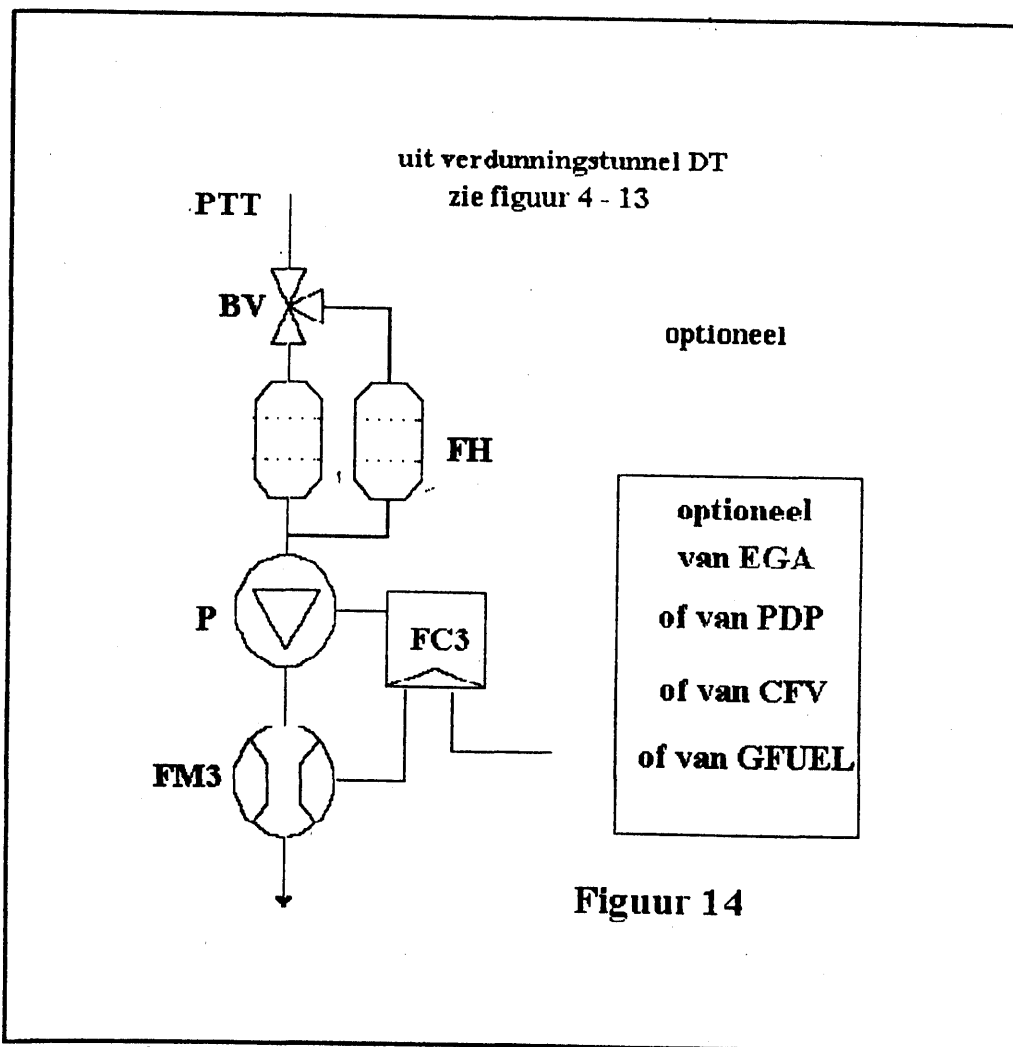 uit verdunningstunnel DT
zie figuur 4 - 13
PTT
BV
optioneel
FH
optioneel
van EGA
P
of van PDP
FC3
of van CFV
of van GFUEL
FM3
Figuur 14